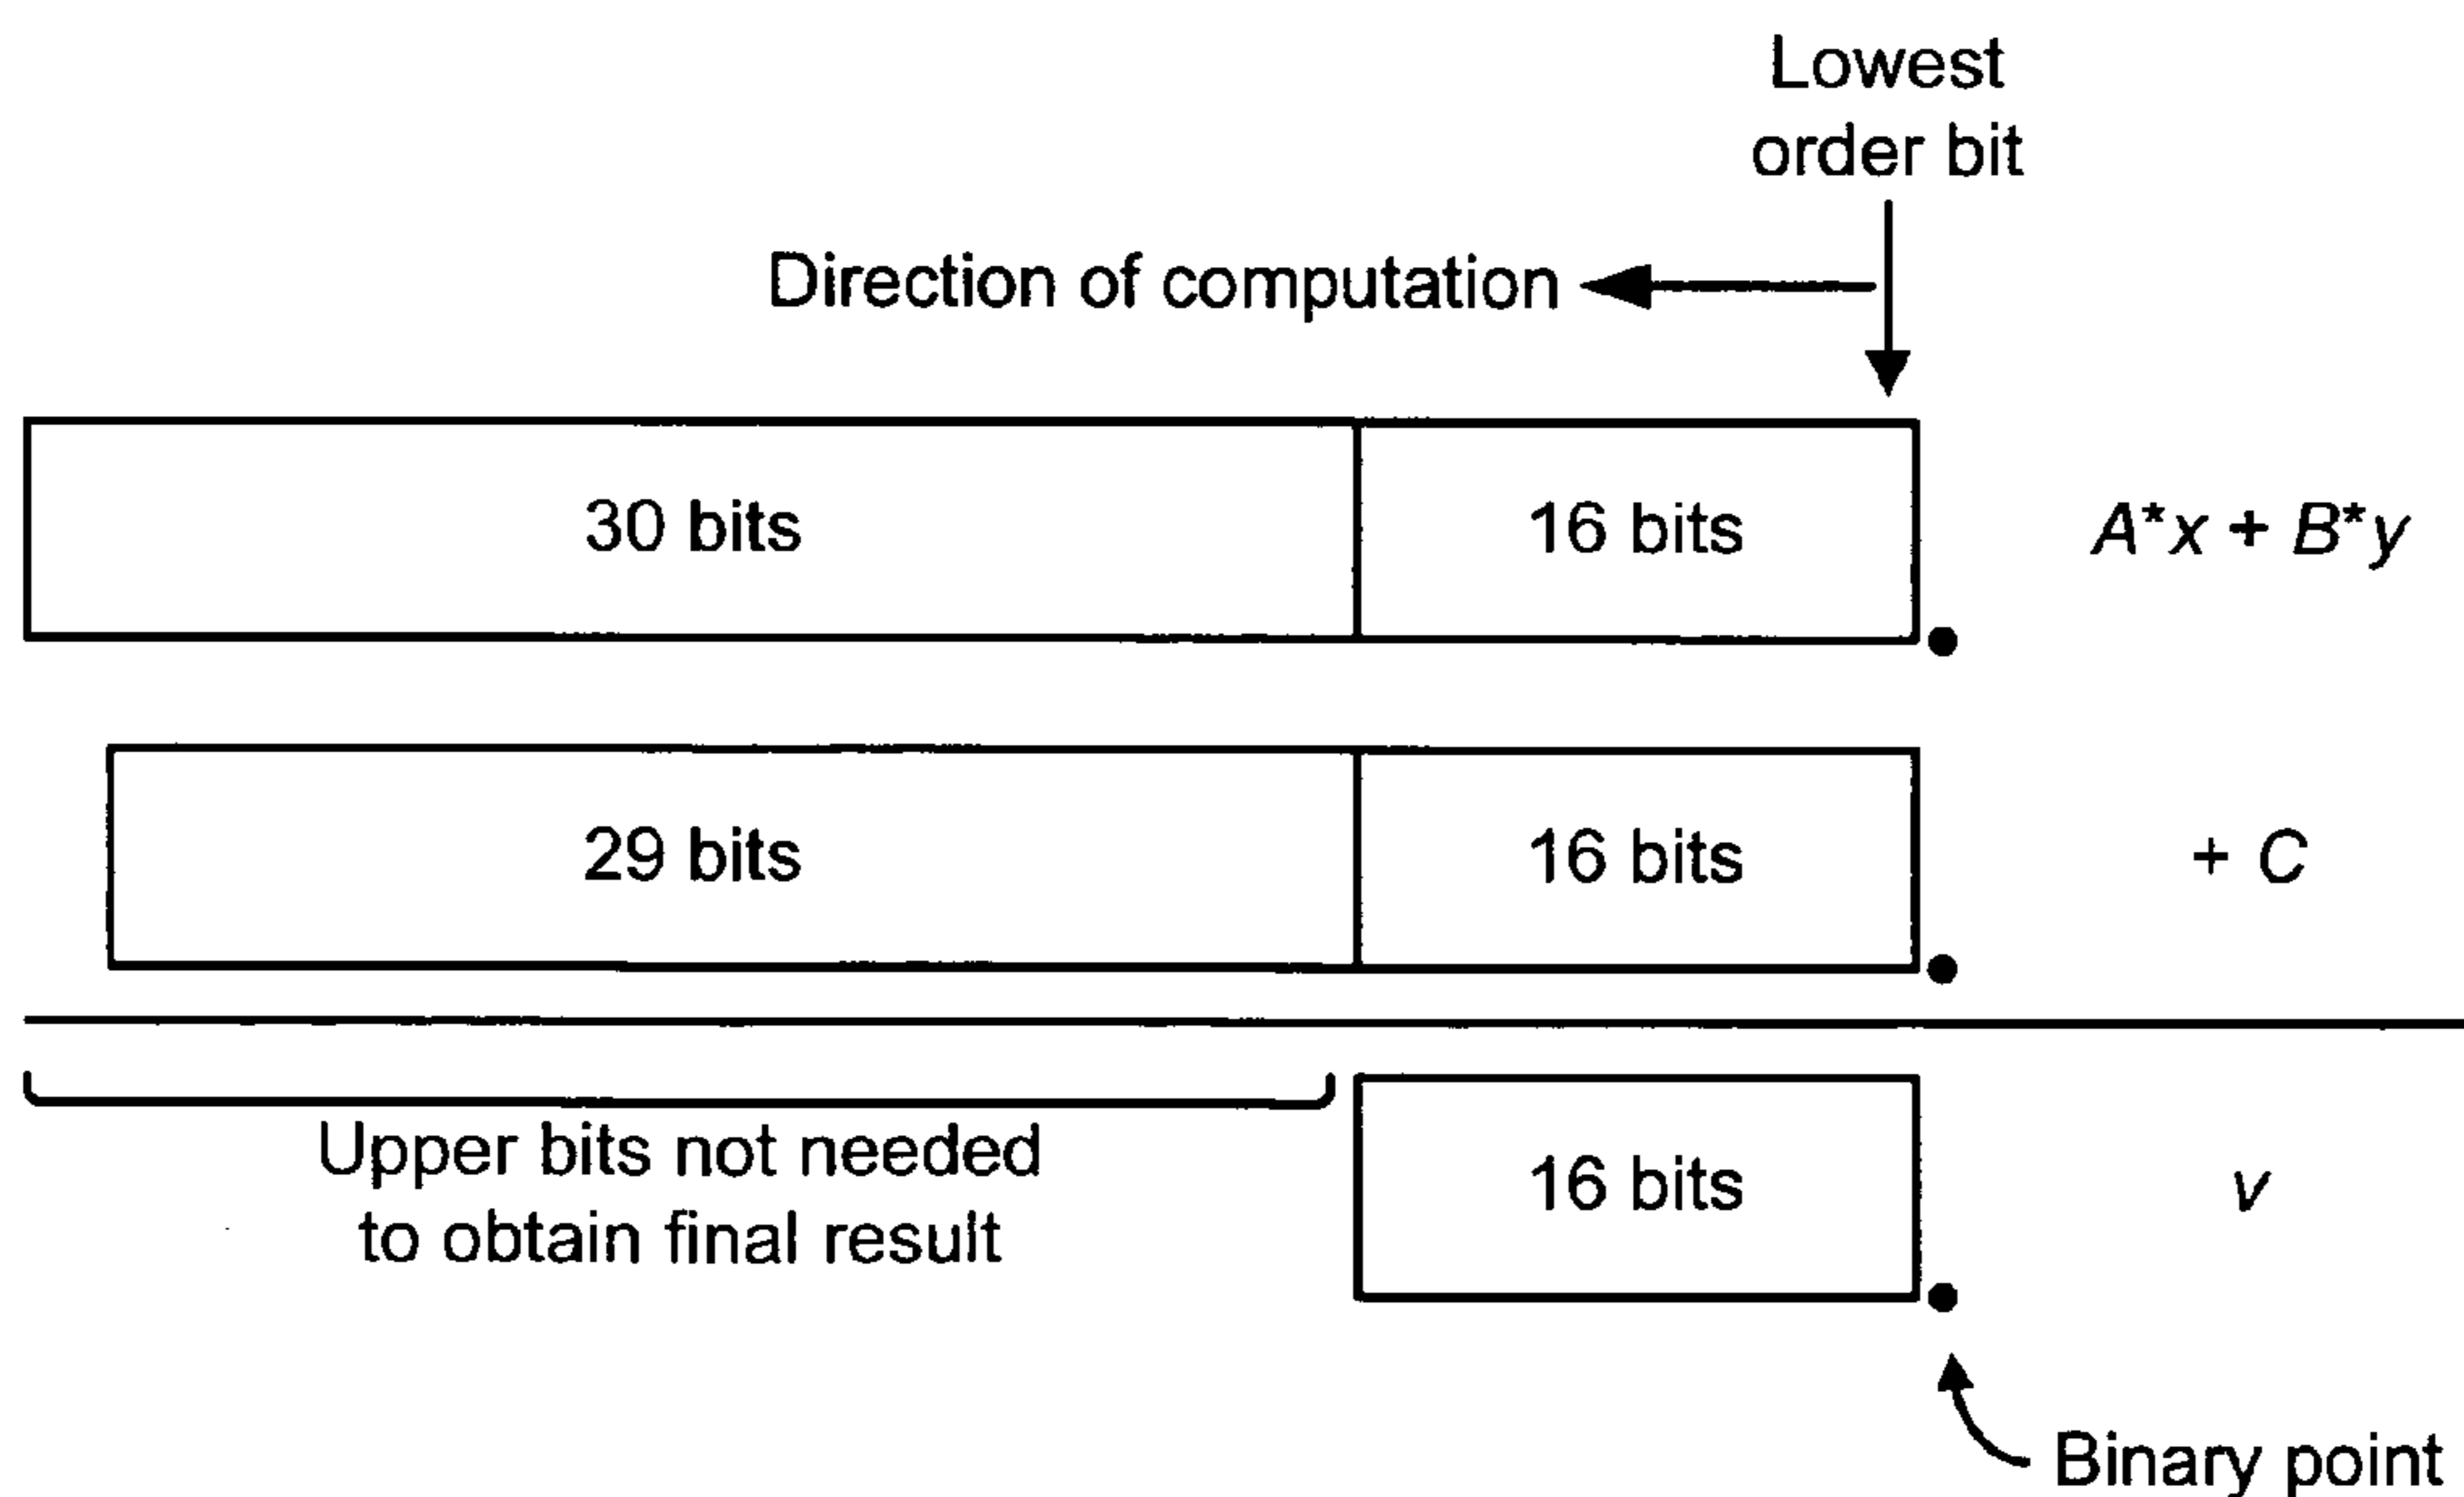 Lowest
order bit
Direction of computation
30 bits
16 bits
A*x + B*y
29 bits
16 bits
+ C
Upper bits not needed
to obtain final result
16 bits
v
Binary point